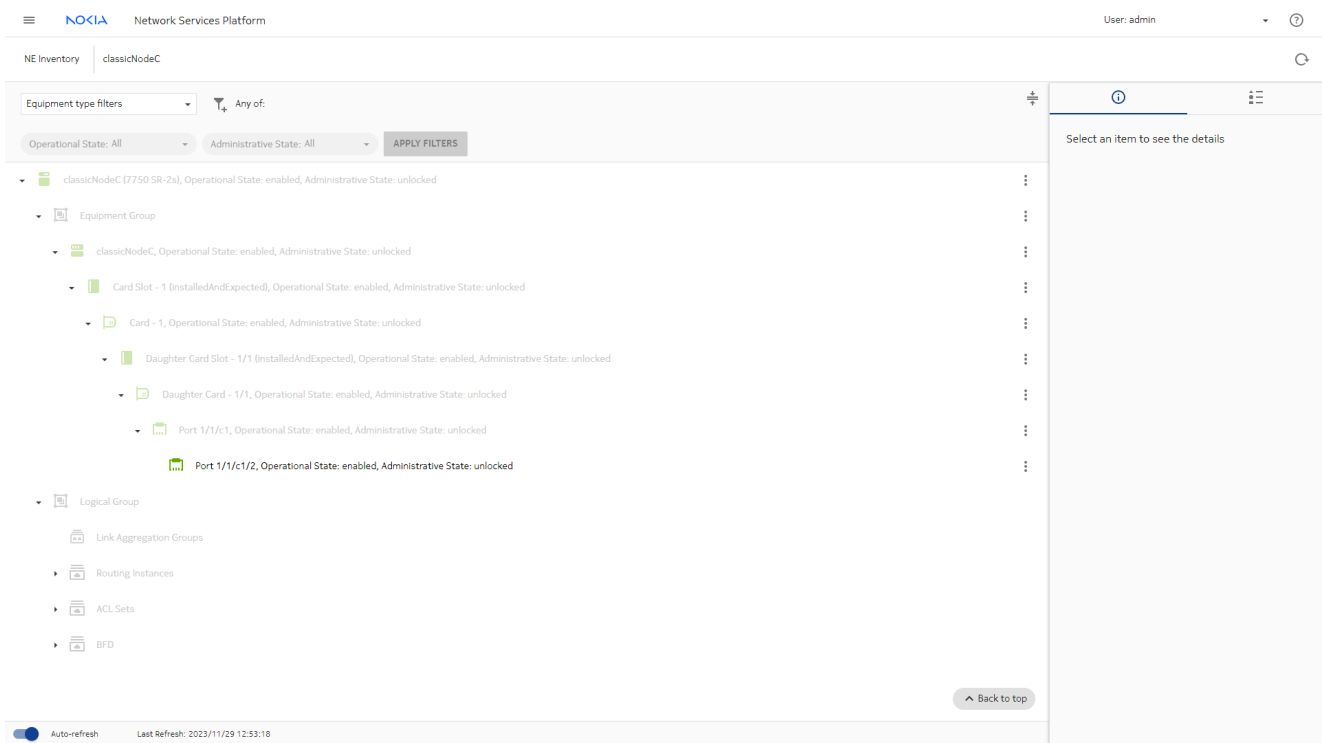 NOKIA Network Services Platform User: admin
NE Inventory classicNodeC
Equipment type filters Any of:
Operational State: All Administrative State: All APPLY FILTERS
Select an item to see the details
classicNodeC (7750 SR-2s), Operational State: enabled, Administrative State: unlocked
Equipment Group
classicNodeC, Operational State: enabled, Administrative State: unlocked
Card Slot - 1 (installedAndExpected), Operational State: enabled, Administrative State: unlocked
Card - 1, Operational State: enabled, Administrative State: unlocked
Daughter Card Slot - 1/1 (installedAndExpected), Operational State: enabled, Administrative State: unlocked
Daughter Card - 1/1, Operational State: enabled, Administrative State: unlocked
Port 1/1/c1, Operational State: enabled, Administrative State: unlocked
Port 1/1/c1/2, Operational State: enabled, Administrative State: unlocked
Logical Group
Link Aggregation Groups
Routing Instances
ACL Sets
BFD
Back to top
Auto-refresh Last Refresh: 2023/11/29 12:53:18